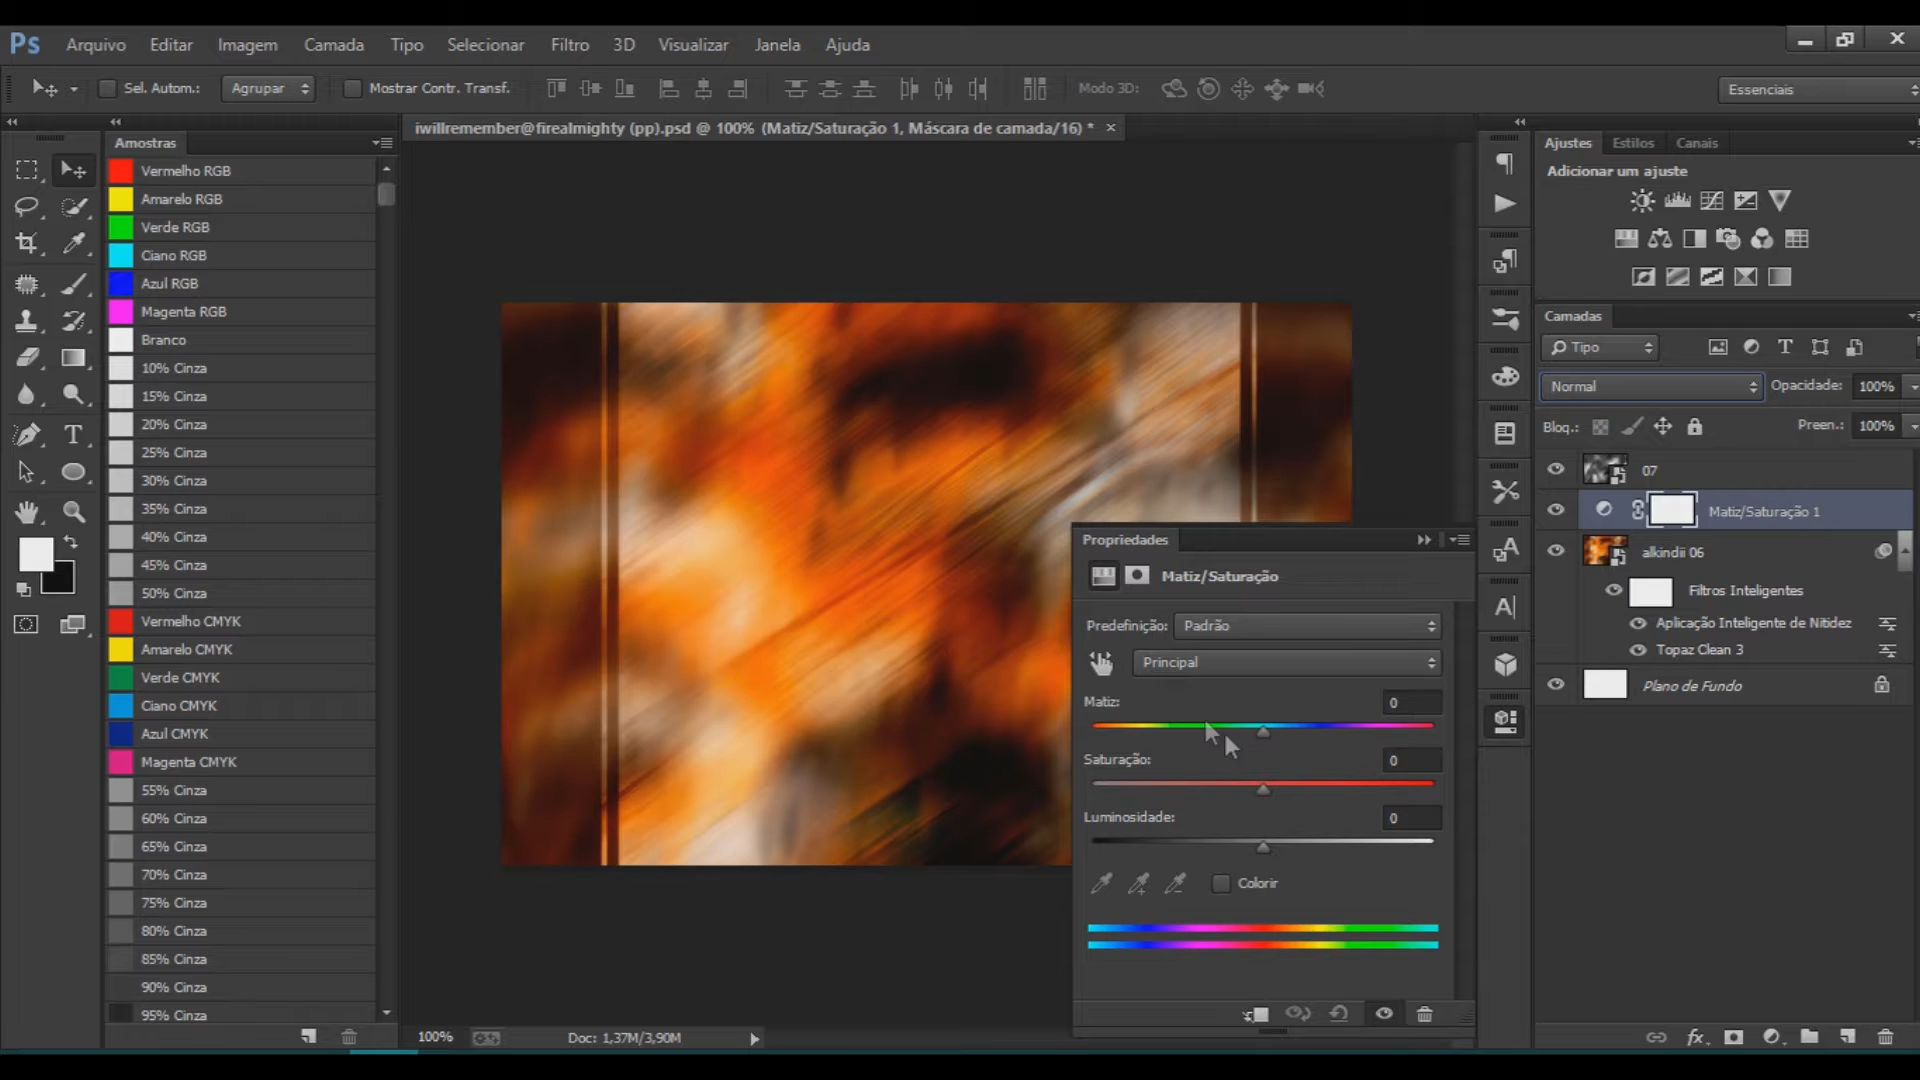 Ps Arquivo Editar Imagem Camada Tipo Selecionar Filtro 3D Visualizar Janela Ajuda
Sel. Autom.: Agrupar Mostrar Contr. Transf. Modo 3D: Essenciais
iwillremember@firealmighty (pp).psd @ 100% (Matiz/Saturação 1, Máscara de camada/16) *
Amostras
Vermelho RGB
Amarelo RGB
Verde RGB
Ciano RGB
Azul RGB
Magenta RGB
Branco
10% Cinza
15% Cinza
20% Cinza
25% Cinza
30% Cinza
35% Cinza
40% Cinza
45% Cinza
50% Cinza
Vermelho CMYK
Amarelo CMYK
Verde CMYK
Ciano CMYK
Azul CMYK
Magenta CMYK
55% Cinza
60% Cinza
65% Cinza
70% Cinza
75% Cinza
80% Cinza
85% Cinza
90% Cinza
95% Cinza
100% Doc: 1,37M/3,90M
Propriedades
Matiz/Saturação
Predefinição: Padrão
Principal
Matiz: 0
Saturação: 0
Luminosidade: 0
Colorir
Ajustes Estilos Canais
Adicionar um ajuste
Camadas
Tipo
Normal Opacidade: 100%
Bloq.: Preen.: 100%
07
Matiz/Saturação 1
alkindii 06
Filtros Inteligentes
Aplicação Inteligente de Nitidez
Topaz Clean 3
Plano de Fundo